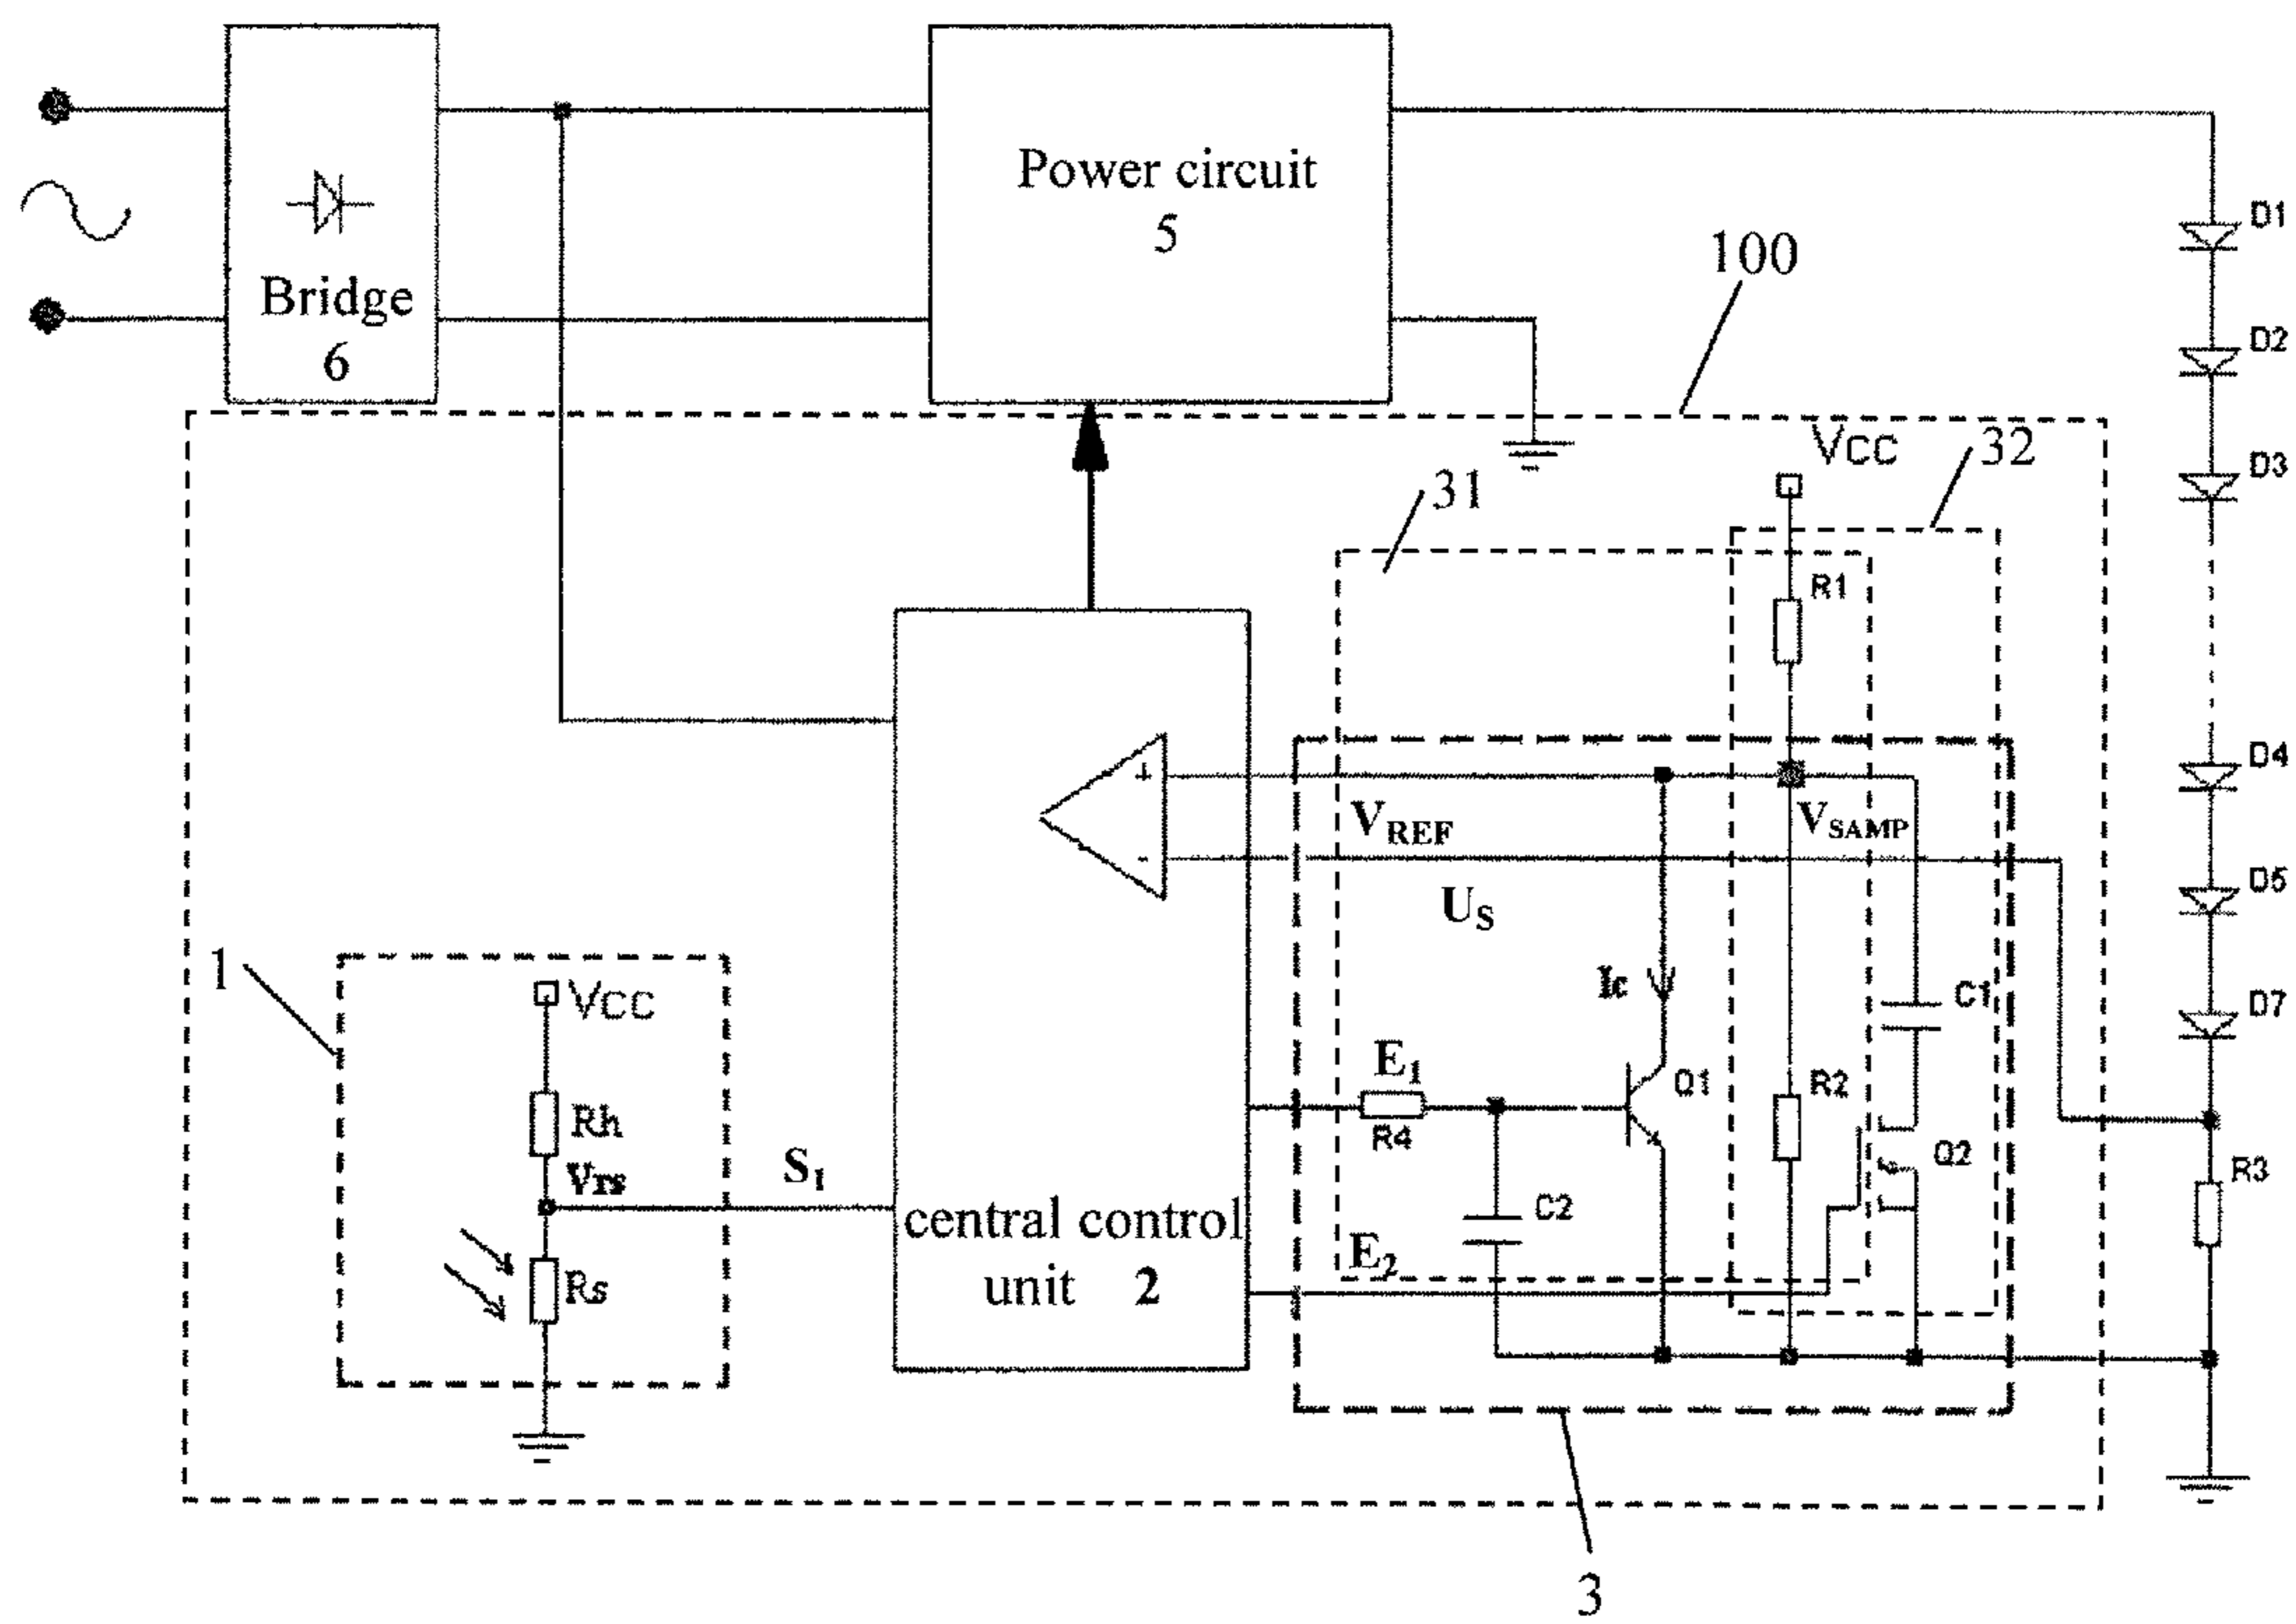 Power circuit
5
Bridge
6
100
D1
D2
D3
D4
D5
D7
VCC
32
31
R1
+
-
VREF
VSAMP
US
Ic
C1
1
VCC
Rh
Vrs
S1
Rs
central control
unit 2
E1
R4
Q1
R2
C2
Q2
R3
E2
3